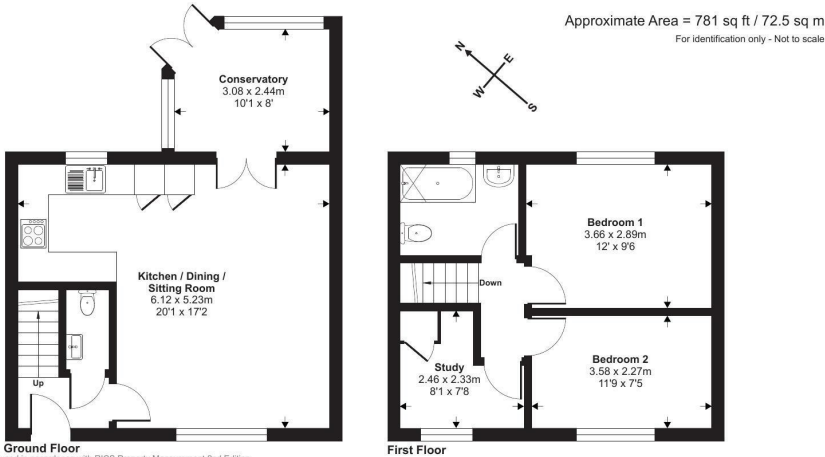 Approximate Area = 781 sq ft / 72.5 sq m
For identification only - Not to scale
N
E
W
S
Conservatory
3.08 x 2.44m
10'1 x 8'
Kitchen / Dining /
Sitting Room
6.12 x 5.23m
20'1 x 17'2
Up
Ground Floor
Bedroom 1
3.66 x 2.89m
12' x 9'6
Down
Bedroom 2
3.58 x 2.27m
11'9 x 7'5
Study
2.46 x 2.33m
8'1 x 7'8
First Floor